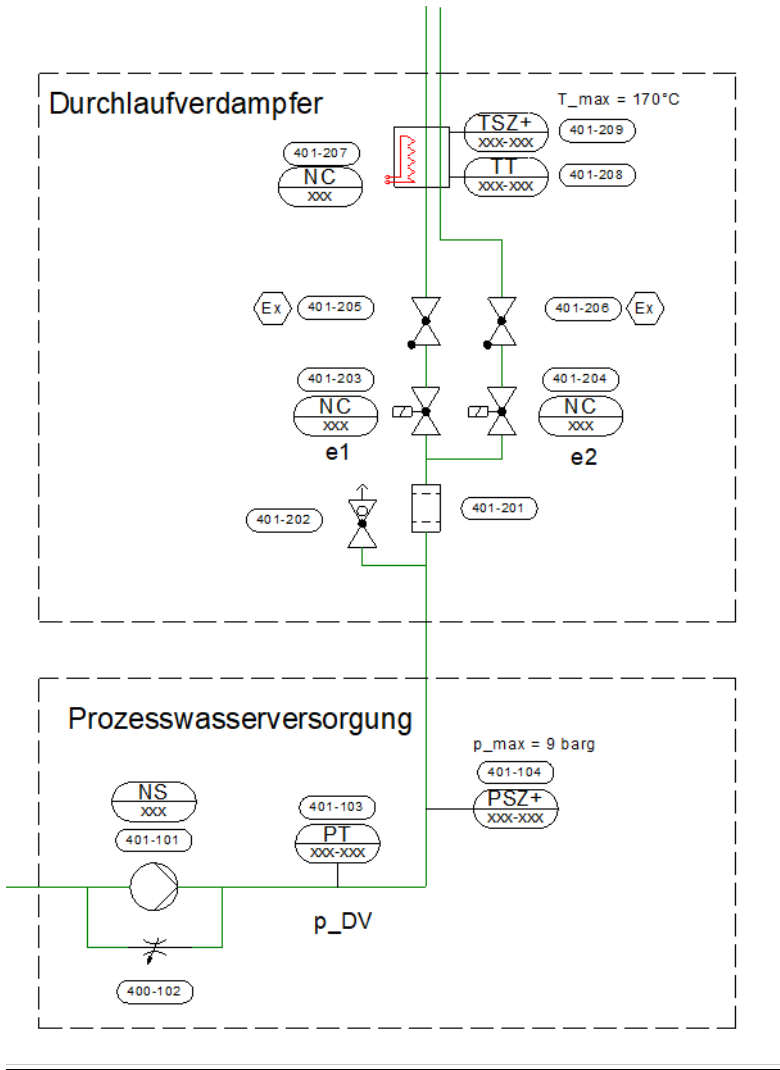 Durchlaufverdampfer
T_max = 170°C
TSZ+
xxx-xxx
401-209
401-207
NC
xxx
TT
xxx-xxx
401-208
Ex
401-205
401-206
Ex
401-203
NC
xxx
e1
401-204
NC
xxx
e2
401-202
401-201
Prozesswasserversorgung
p_max = 9 barg
401-104
PSZ+
xxx-xxx
NS
xxx
401-101
401-103
PT
xxx-xxx
p_DV
400-102